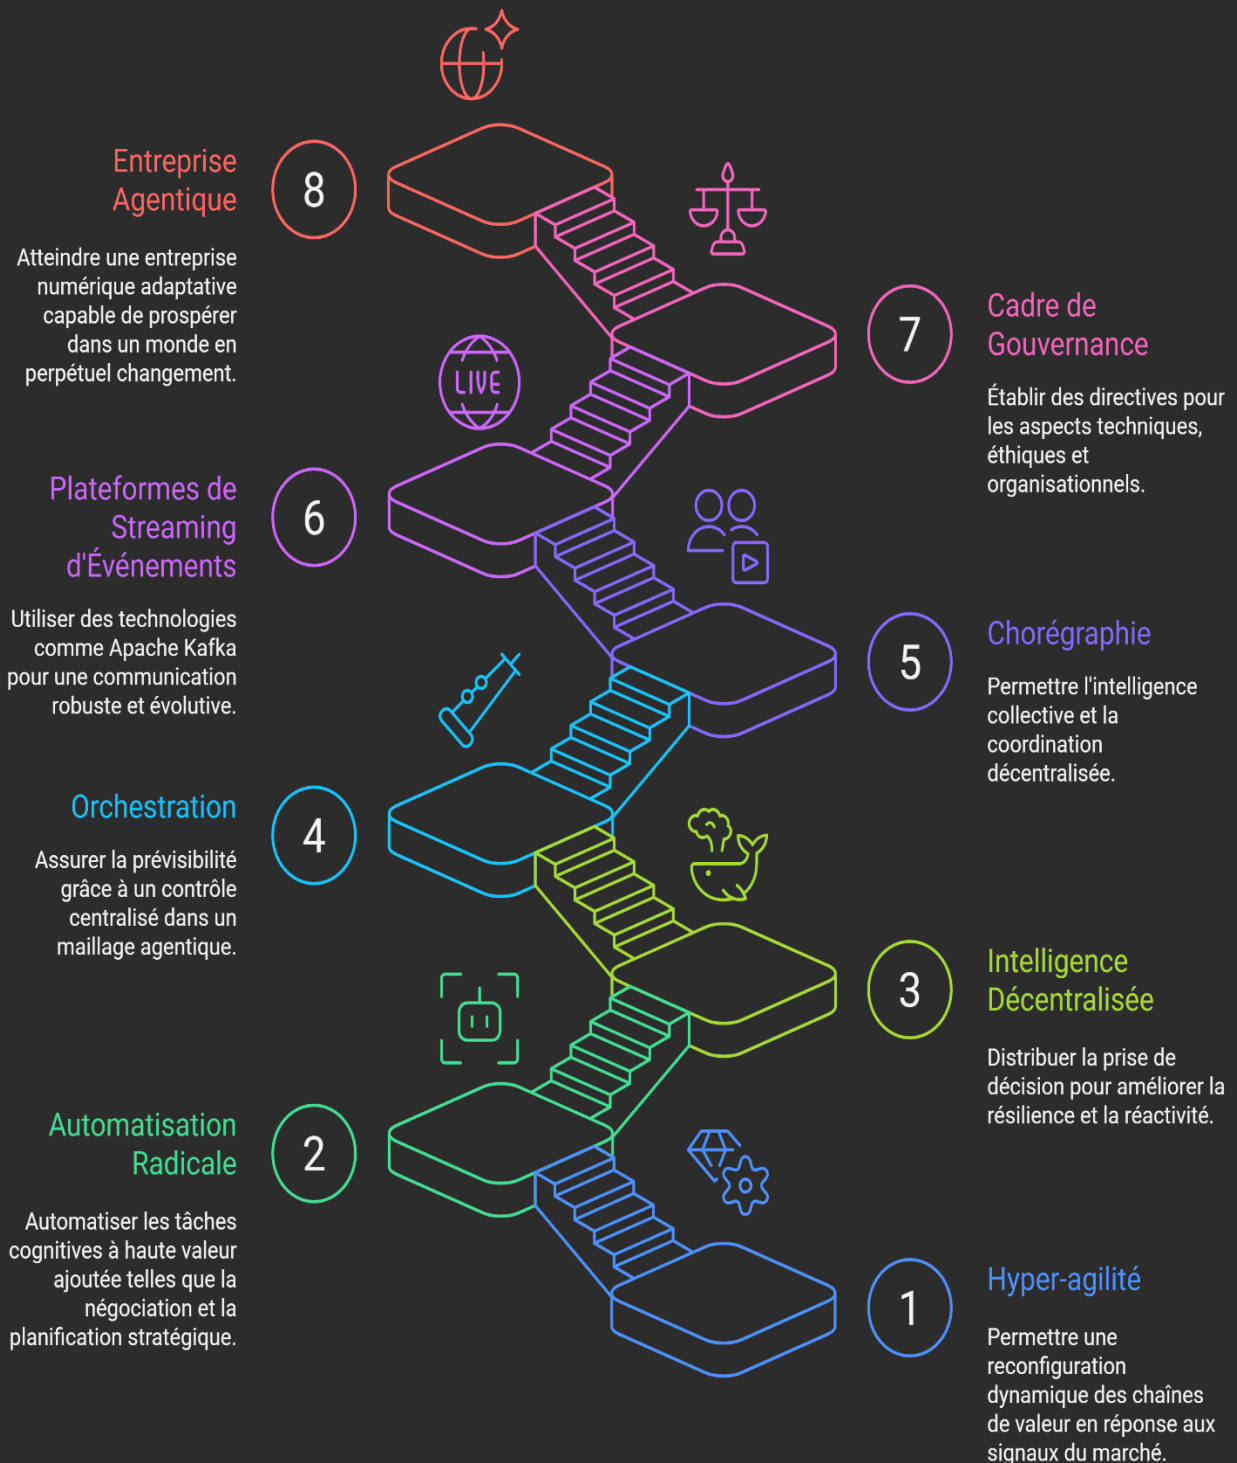 Entreprise
Agentique
8
Atteindre une entreprise
numérique adaptative
capable de prospérer
dans un monde en
perpétuel changement.
7
Cadre de
Gouvernance
Établir des directives pour
les aspects techniques,
éthiques et
organisationnels.
LIVE
Plateformes de
Streaming
d'Événements
6
Utiliser des technologies
comme Apache Kafka
pour une communication
robuste et évolutive.
5
Chorégraphie
Permettre l'intelligence
collective et la
coordination
décentralisée.
Orchestration
4
Assurer la prévisibilité
grâce à un contrôle
centralisé dans un
maillage agentique.
3
Intelligence
Décentralisée
Distribuer la prise de
décision pour améliorer la
résilience et la réactivité.
Automatisation
Radicale
2
Automatiser les tâches
cognitives à haute valeur
ajoutée telles que la
négociation et la
planification stratégique.
1
Hyper-agilité
Permettre une
reconfiguration
dynamique des chaînes
de valeur en réponse aux
signaux du marché.